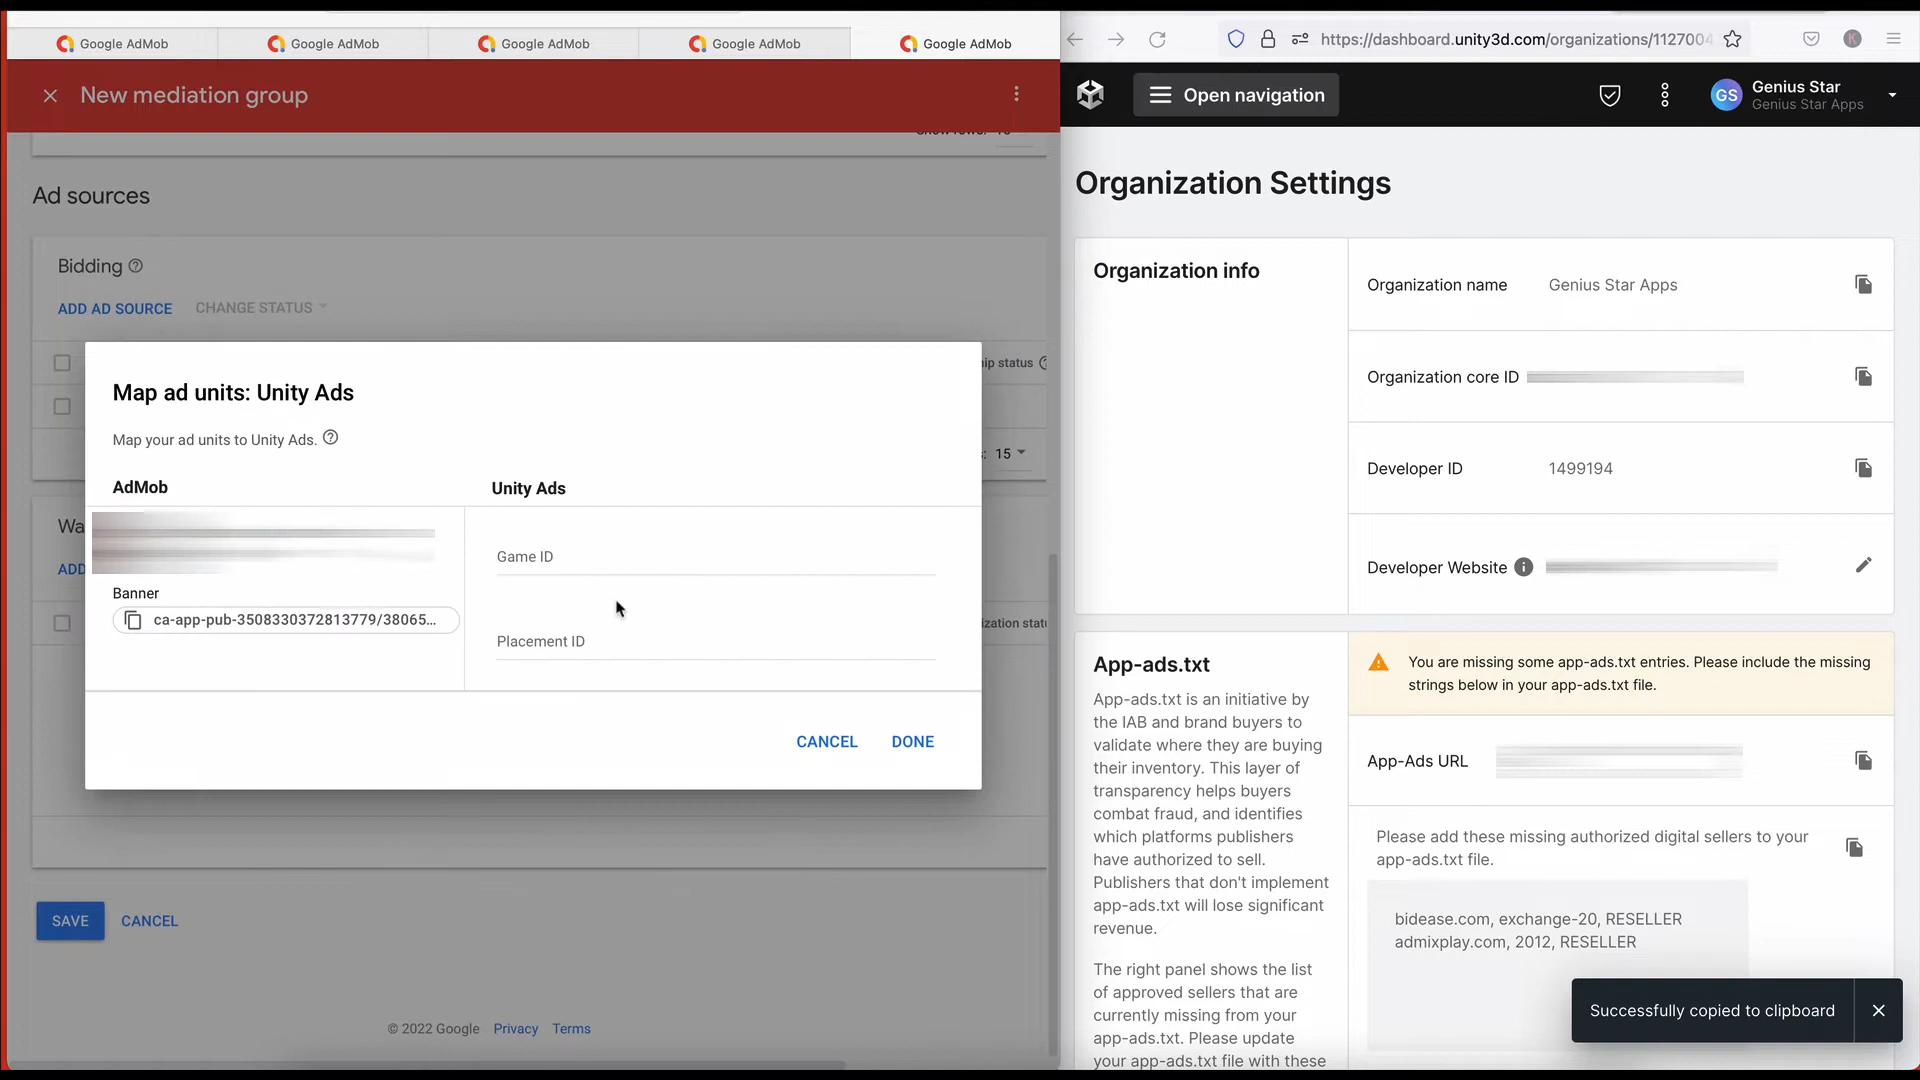 Google AdMob
Google AdMob
Google AdMob
Google AdMob
Google AdMob
New mediation group
Ad sources
Bidding
ADD AD SOURCE
CHANGE STATUS
ip status
15
Wa
ADD
ization statu
Map ad units: Unity Ads
Map your ad units to Unity Ads.
AdMob
Unity Ads
Game ID
Banner
ca-app-pub-3508330372813779/38065...
Placement ID
CANCEL
DONE
SAVE
CANCEL
© 2022 Google
Privacy
Terms
https://dashboard.unity3d.com/organizations/1127004
K
Open navigation
GS
Genius Star
Genius Star Apps
Organization Settings
Organization info
Organization name
Genius Star Apps
Organization core ID
Developer ID
1499194
Developer Website
App-ads.txt
App-ads.txt is an initiative by
the IAB and brand buyers to
validate where they are buying
their inventory. This layer of
transparency helps buyers
combat fraud, and identifies
which platforms publishers
have authorized to sell.
Publishers that don't implement
app-ads.txt will lose significant
revenue.
The right panel shows the list
of approved sellers that are
currently missing from your
app-ads.txt. Please update
your app-ads.txt file with these
You are missing some app-ads.txt entries. Please include the missing
strings below in your app-ads.txt file.
App-Ads URL
Please add these missing authorized digital sellers to your
app-ads.txt file.
bidease.com, exchange-20, RESELLER
admixplay.com, 2012, RESELLER
Successfully copied to clipboard